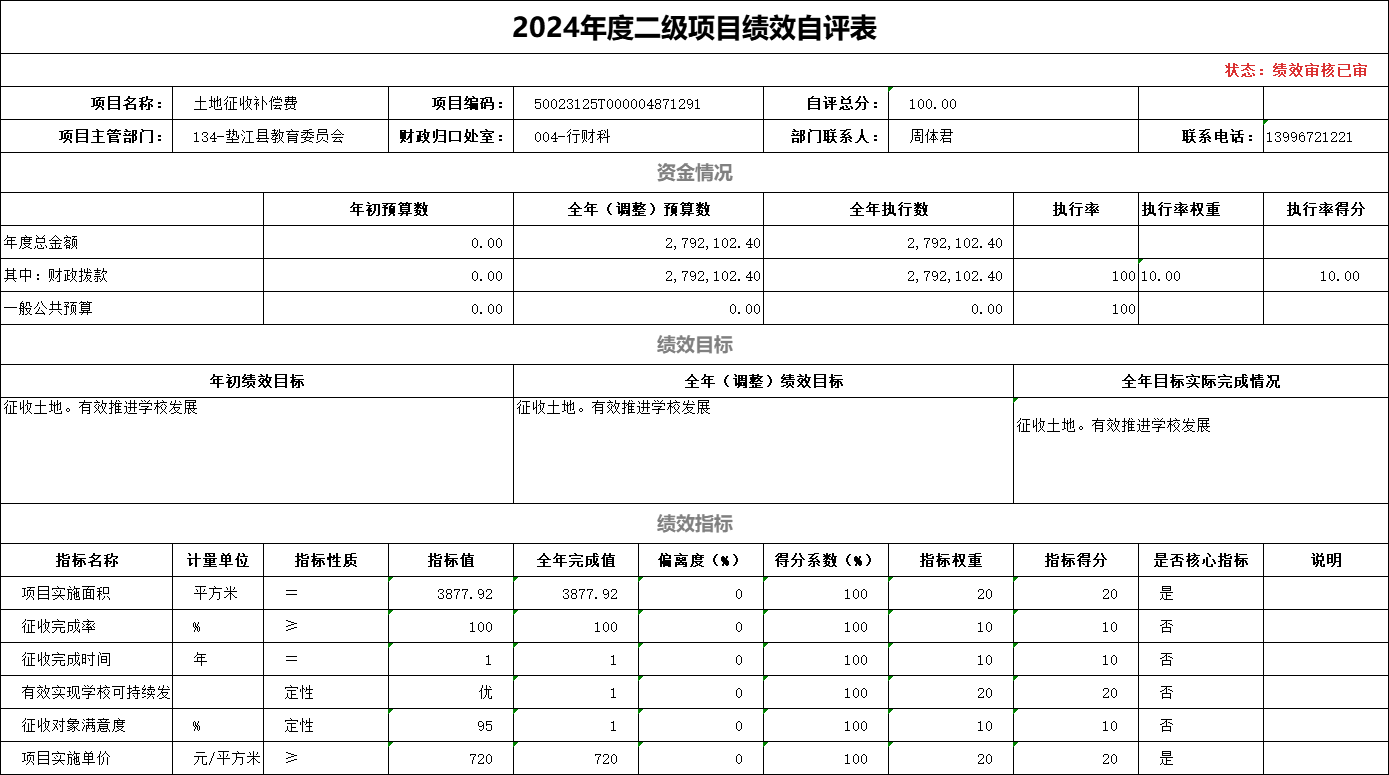 2024年度二级项目绩效自评表
状态：绩效审核已审
项目名称： 土地征收补偿费 项目编码： 50023125T000004871291 自评总分： 100.00
项目主管部门： 134-垫江县教育委员会 财政归口处室： 004-行财科 部门联系人： 周体君 联系电话： 13996721221
资金情况
年初预算数 全年（调整）预算数 全年执行数 执行率 执行率权重 执行率得分
年度总金额 0.00 2,792,102.40 2,792,102.40
其中：财政拨款 0.00 2,792,102.40 2,792,102.40 100 10.00 10.00
一般公共预算 0.00 0.00 0.00 100
绩效目标
年初绩效目标 全年（调整）绩效目标 全年目标实际完成情况
征收土地。有效推进学校发展 征收土地。有效推进学校发展 征收土地。有效推进学校发展
绩效指标
指标名称 计量单位 指标性质 指标值 全年完成值 偏离度（%） 得分系数（%） 指标权重 指标得分 是否核心指标 说明
项目实施面积 平方米 ＝ 3877.92 3877.92 0 100 20 20 是
征收完成率 % ≥ 100 100 0 100 10 10 否
征收完成时间 年 ＝ 1 1 0 100 10 10 否
有效实现学校可持续发 定性 优 1 0 100 20 20 否
征收对象满意度 % 定性 95 1 0 100 10 10 否
项目实施单价 元/平方米 ≥ 720 720 0 100 20 20 是